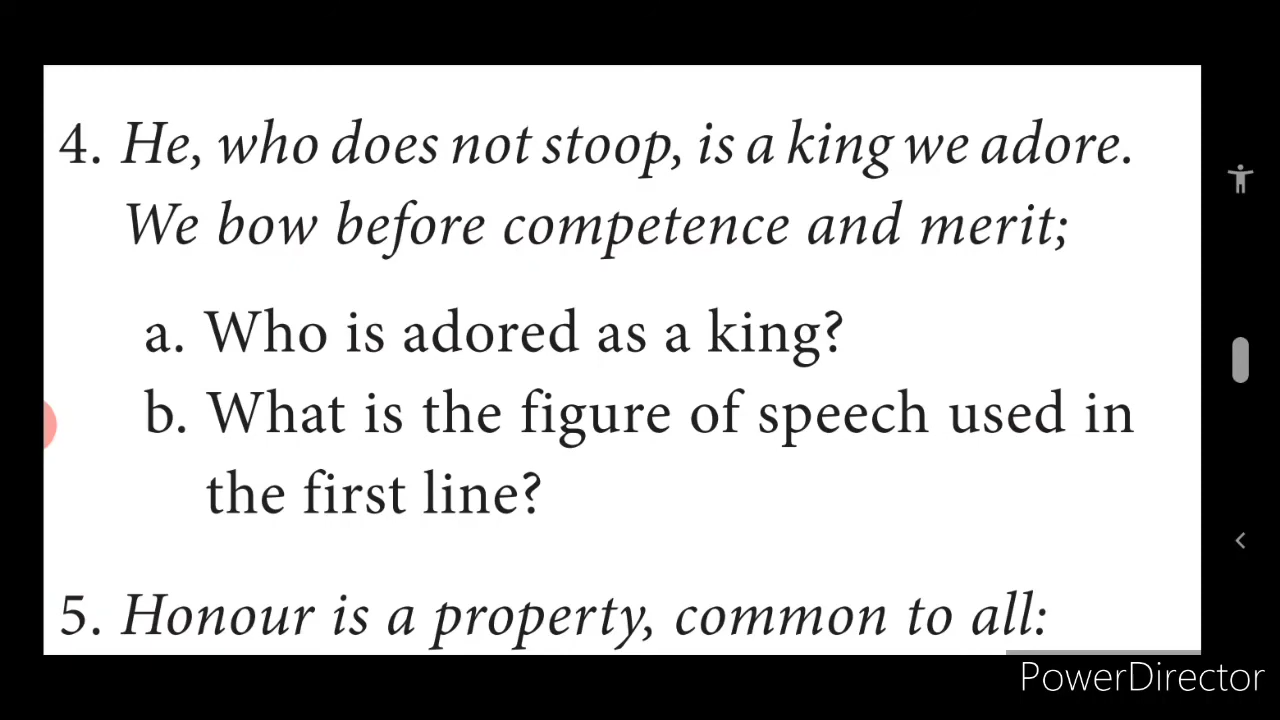 4. He, who does not stoop, is a king we adore.
We bow before competence and merit;
a. Who is adored as a king?
b. What is the figure of speech used in
the first line?
5. Honour is a property, common to all:
PowerDirector